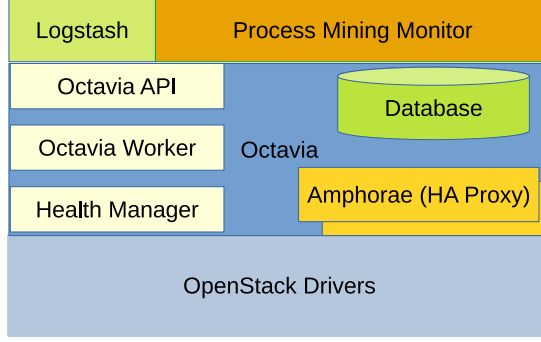 Logstash
Process Mining Monitor
Octavia API
Database
Octavia Worker
Octavia
Amphorae (HA Proxy)
Health Manager
OpenStack Drivers